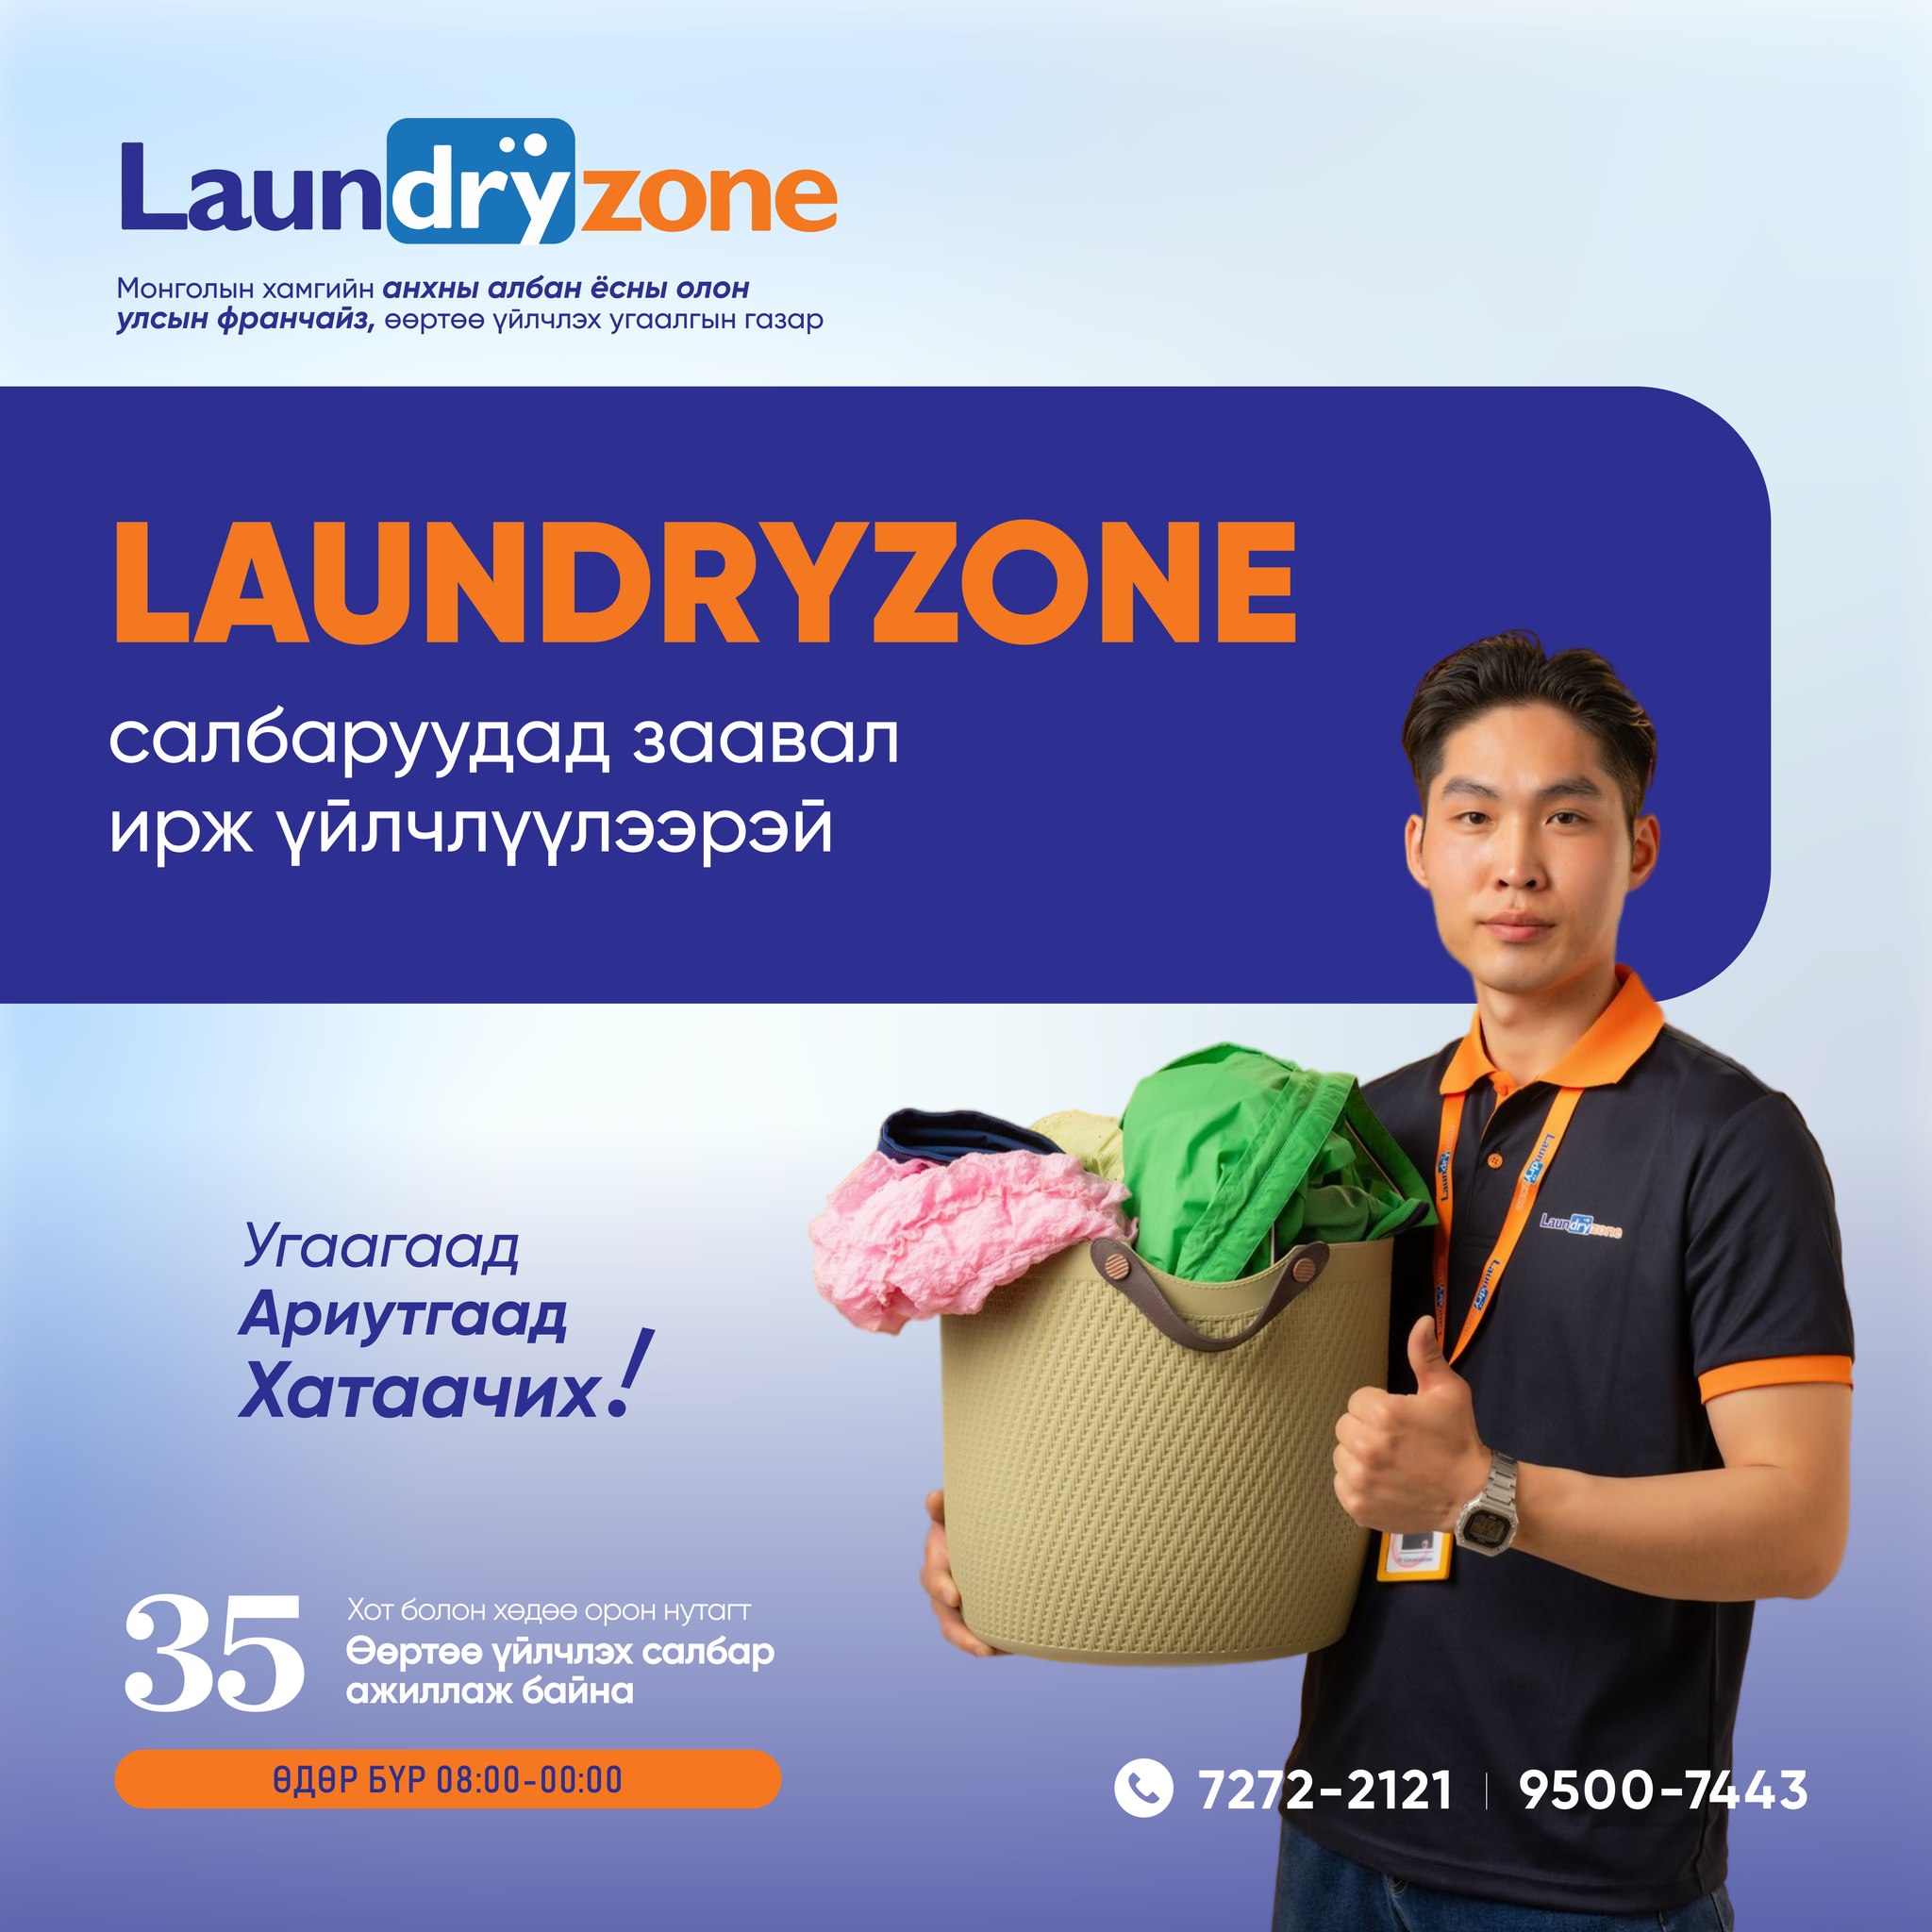 Laundrÿzone
Монголын хамгийн анхны албан ёсны олон
улсын франчайз, өөртөө үйлчлэх угаалгын газар
LAUNDRYZONE
салбаруудад заавал
ирж үйлчлүүлээрэй
Laundrÿzone
Угаагаад
Ариутгаад
Хатаачих!
35
Хот болон хөдөө орон нутагт
Өөртөө үйлчлэх салбар
ажиллаж байна
ӨДӨР БҮР 08:00-00:00
7272-2121 | 9500-7443